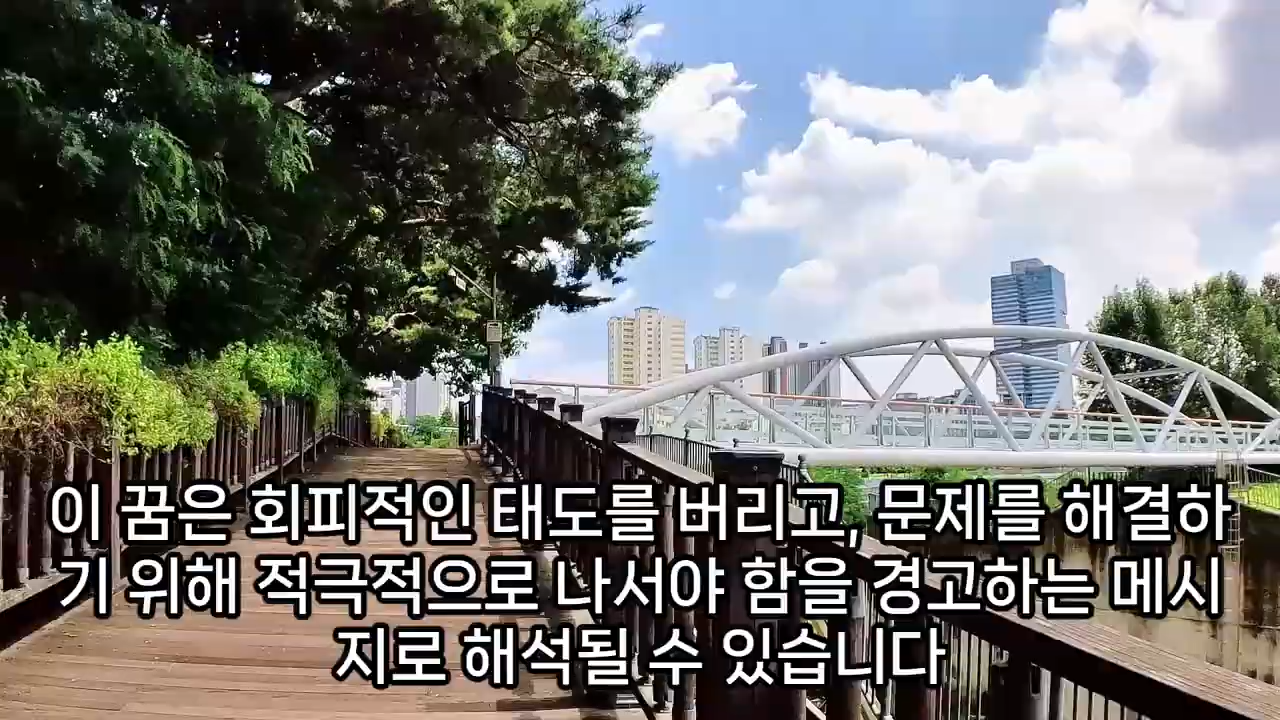 이 꿈은 회피적인 태도를 버리고, 문제를 해결하
기 위해 적극적으로 나서야 함을 경고하는 메시
지로 해석될 수 있습니다